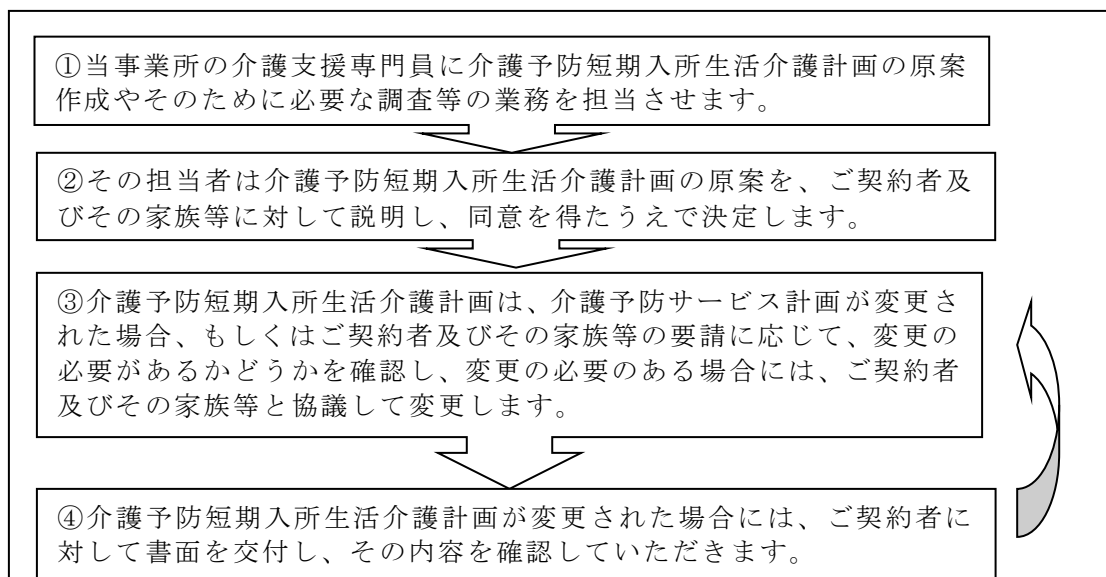 ①当事業所の介護支援専門員に介護予防短期入所生活介護計画の原案
作成やそのために必要な調査等の業務を担当させます。
②その担当者は介護予防短期入所生活介護計画の原案を、ご契約者及
びその家族等に対して説明し、同意を得たうえで決定します。
③介護予防短期入所生活介護計画は、介護予防サービス計画が変更さ
れた場合、もしくはご契約者及びその家族等の要請に応じて、変更の
必要があるかどうかを確認し、変更の必要のある場合には、ご契約者
及びその家族等と協議して変更します。
④介護予防短期入所生活介護計画が変更された場合には、ご契約者に
対して書面を交付し、その内容を確認していただきます。